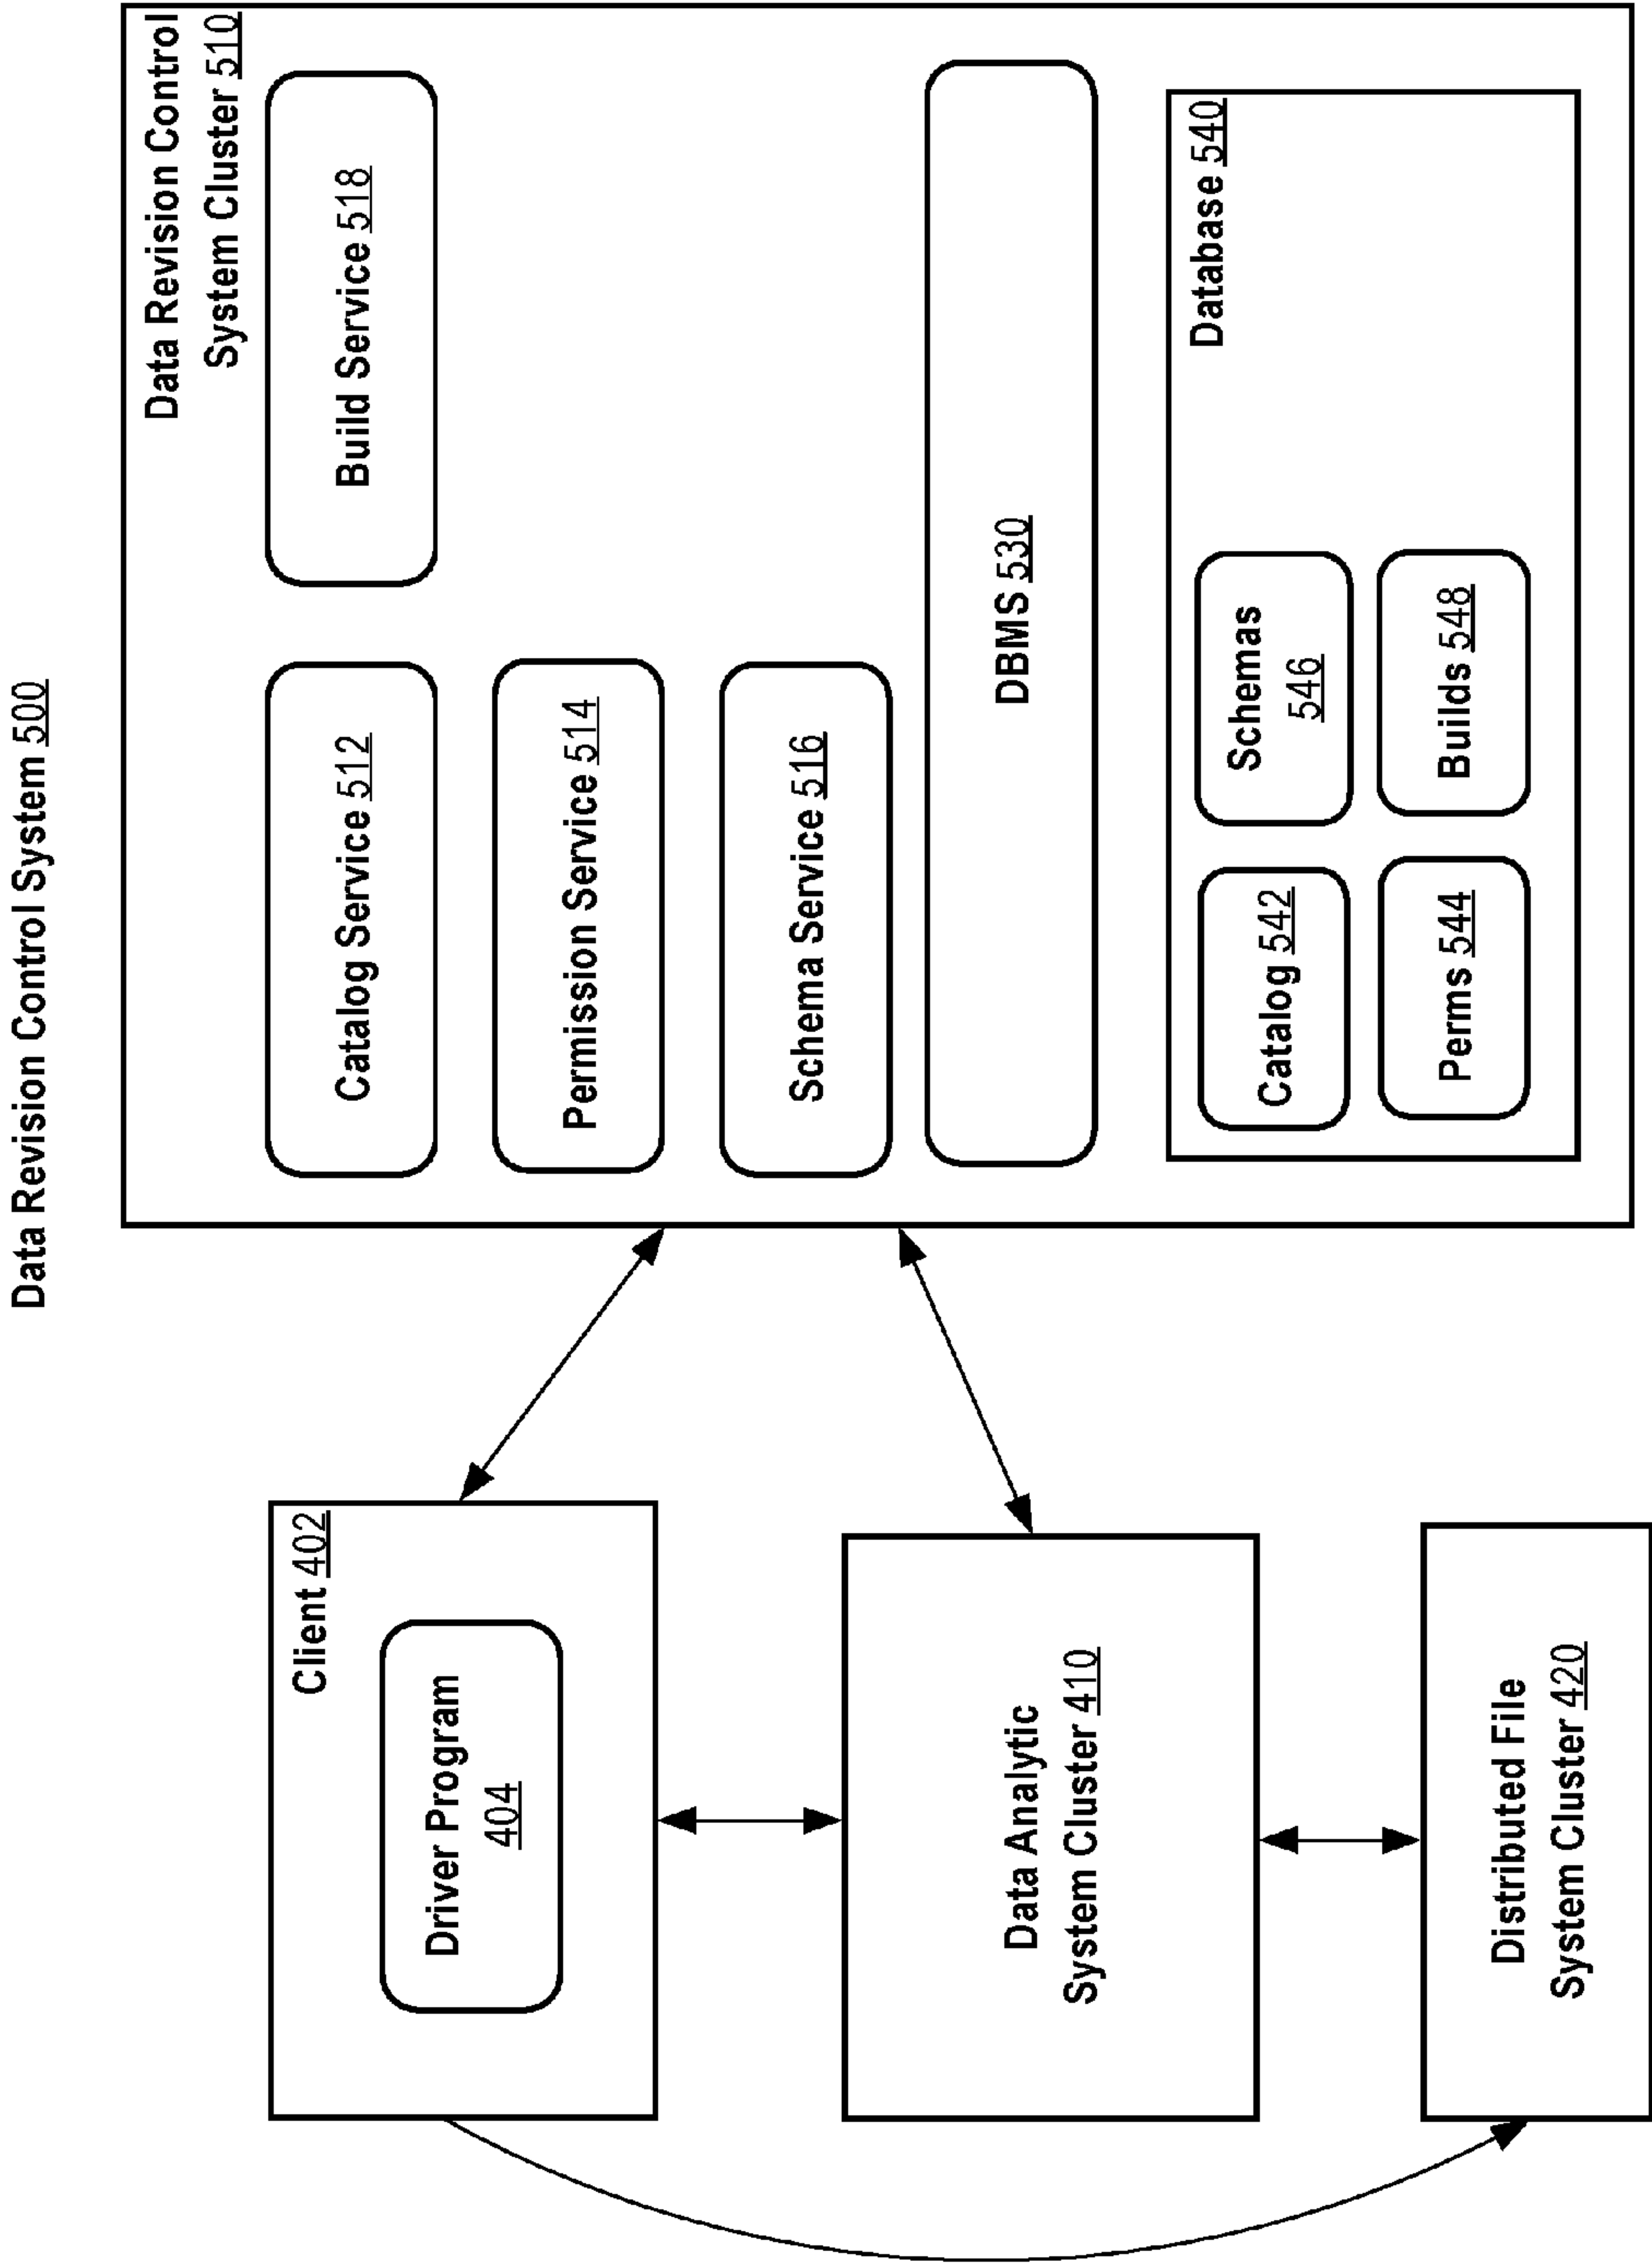 Data Revision Control System 500
Client 402
Driver Program
404
Data Analytic
System Cluster 410
Distributed File
System Cluster 420
Data Revision Control
System Cluster 510
Catalog Service 512
Build Service 518
Permission Service 514
Schema Service 516
DBMS 530
Database 540
Catalog 542
Schemas
546
Perms 544
Builds 548